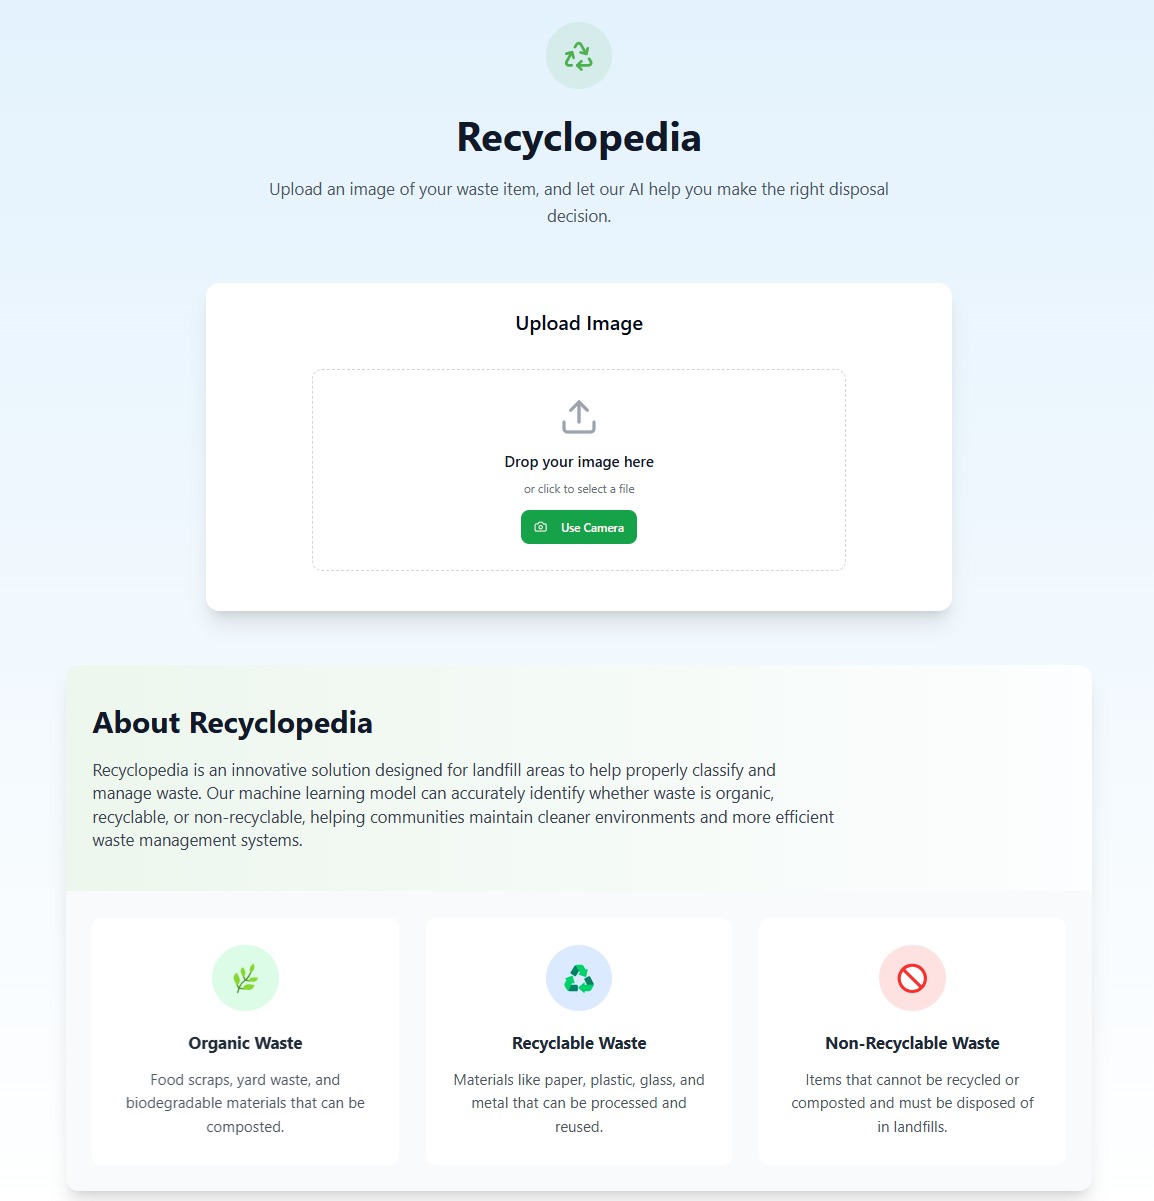 Recyclopedia
Upload an image of your waste item, and let our AI help you make the right disposal
decision.
Upload Image
Drop your image here
or click to select a file
Use Camera
About Recyclopedia
Recyclopedia is an innovative solution designed for landfill areas to help properly classify and
manage waste. Our machine learning model can accurately identify whether waste is organic,
recyclable, or non-recyclable, helping communities maintain cleaner environments and more efficient
waste management systems.
Organic Waste
Food scraps, yard waste, and
biodegradable materials that can be
composted.
Recyclable Waste
Materials like paper, plastic, glass, and
metal that can be processed and
reused.
Non-Recyclable Waste
Items that cannot be recycled or
composted and must be disposed of
in landfills.